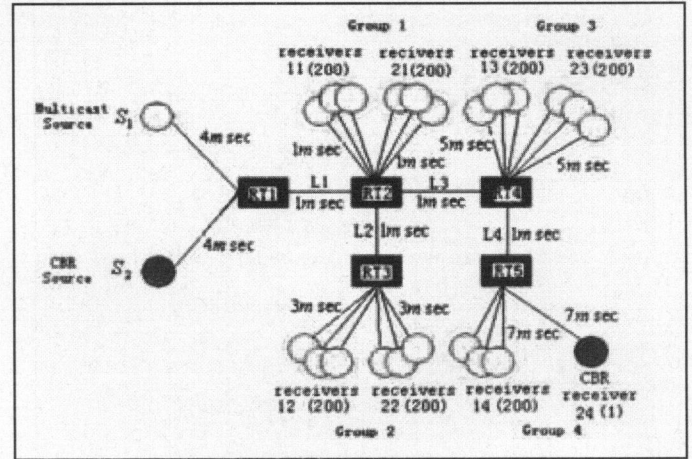 Group 1
Group 3
receivers
11(200)
receivers
21(200)
receivers
13(200)
receivers
23(200)
Multicast
Source
S1
4m sec
1m sec
1m sec
5m sec
5m sec
RT1
L1
1m sec
RT2
L3
1m sec
RT4
4m sec
L2
1m sec
L4
1m sec
CBR
Source
S2
RT3
RT5
3m sec
3m sec
7m sec
7m sec
receivers
12 (200)
receivers
22(200)
receivers
14(200)
CBR
receiver
24(1)
Group 2
Group 4